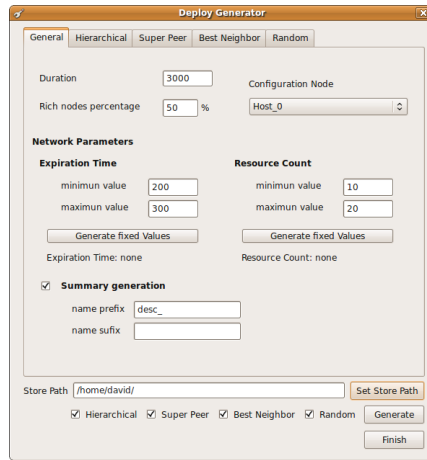 Deploy Generator
General Hierarchical Super Peer Best Neighbor Random
Duration 3000 Configuration Node
Rich nodes percentage 50 % Host_0
Network Parameters
Expiration Time Resource Count
minimun value 200 minimun value 10
maximun value 300 maximun value 20
Generate fixed Values Generate fixed Values
Expiration Time: none Resource Count: none
Summary generation
name prefix desc_
name sufix
Store Path /home/david/ Set Store Path
Hierarchical Super Peer Best Neighbor Random Generate
Finish